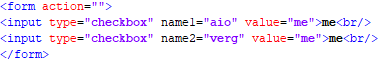 <form action="">
<input type="checkbox" name1="aio" value="me">me<br/>
<input type="checkbox" name2="verg" value="me">me<br/>
</form>